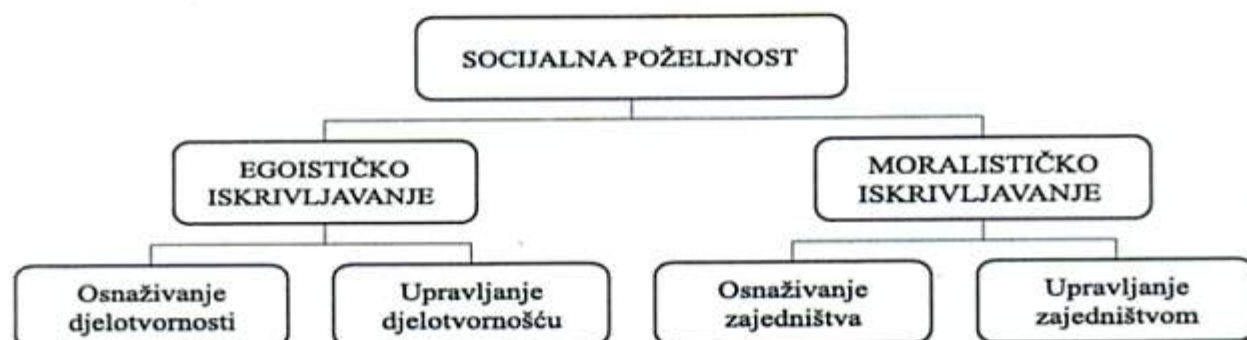 SOCIJALNA POŽELJNOST
EGOISTIČKO
ISKRIVLJAVANJE
MORALISTIČKO
ISKRIVLJAVANJE
Osnaživanje
djelotvornosti
Upravljanje
djelotvornošću
Osnaživanje
zajedništva
Upravljanje
zajedništvom